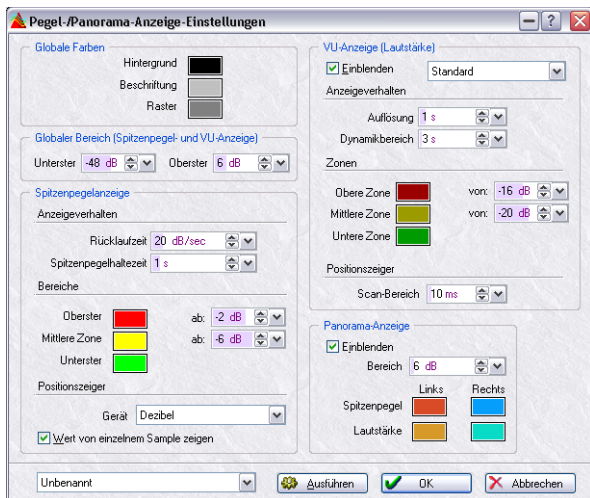 Pegel-/Panorama-Anzeige-Einstellungen
Globale Farben
Hintergrund
Beschriftung
Raster
Globaler Bereich (Spitzenpegel- und VU-Anzeige)
Unterster -48 dB Oberster 6 dB
Spitzenpegelanzeige
Anzeigeverhalten
Rücklaufzeit 20 dB/sec
Spitzenpegelhaltezeit 1 s
Bereiche
Oberster ab: -2 dB
Mittlere Zone ab: -6 dB
Unterster
Positionszeiger
Gerät Dezibel
Wert von einzelnem Sample zeigen
VU-Anzeige (Lautstärke)
Einblenden Standard
Anzeigeverhalten
Auflösung 1 s
Dynamikbereich 3 s
Zonen
Obere Zone von: -16 dB
Mittlere Zone von: -20 dB
Untere Zone
Positionszeiger
Scan-Bereich 10 ms
Panorama-Anzeige
Einblenden
Bereich 6 dB
Links Rechts
Spitzenpegel
Lautstärke
Unbenannt Ausführen OK Abbrechen